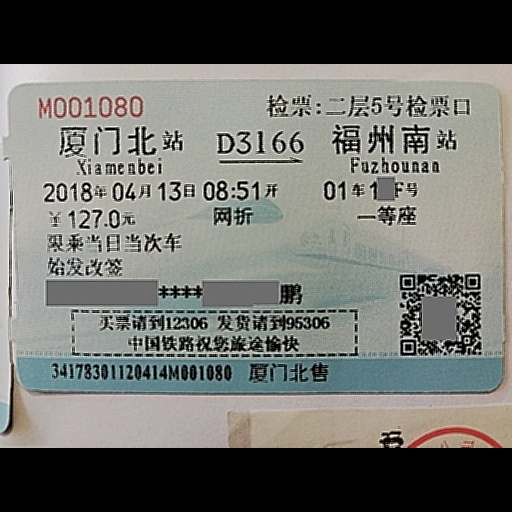 M001080 检票:二层5号检票口
厦门北站 D3166 福州南站
Xiamenbei Fuzhounan
2018年04月13日08:51开 01车1F号
￥127.0元 网折 一等座
限乘当日当次车
始发改签
****鹏
买票请到12306 发货请到95306
中国铁路祝您旅途愉快
34178301120414M001080 厦门北售